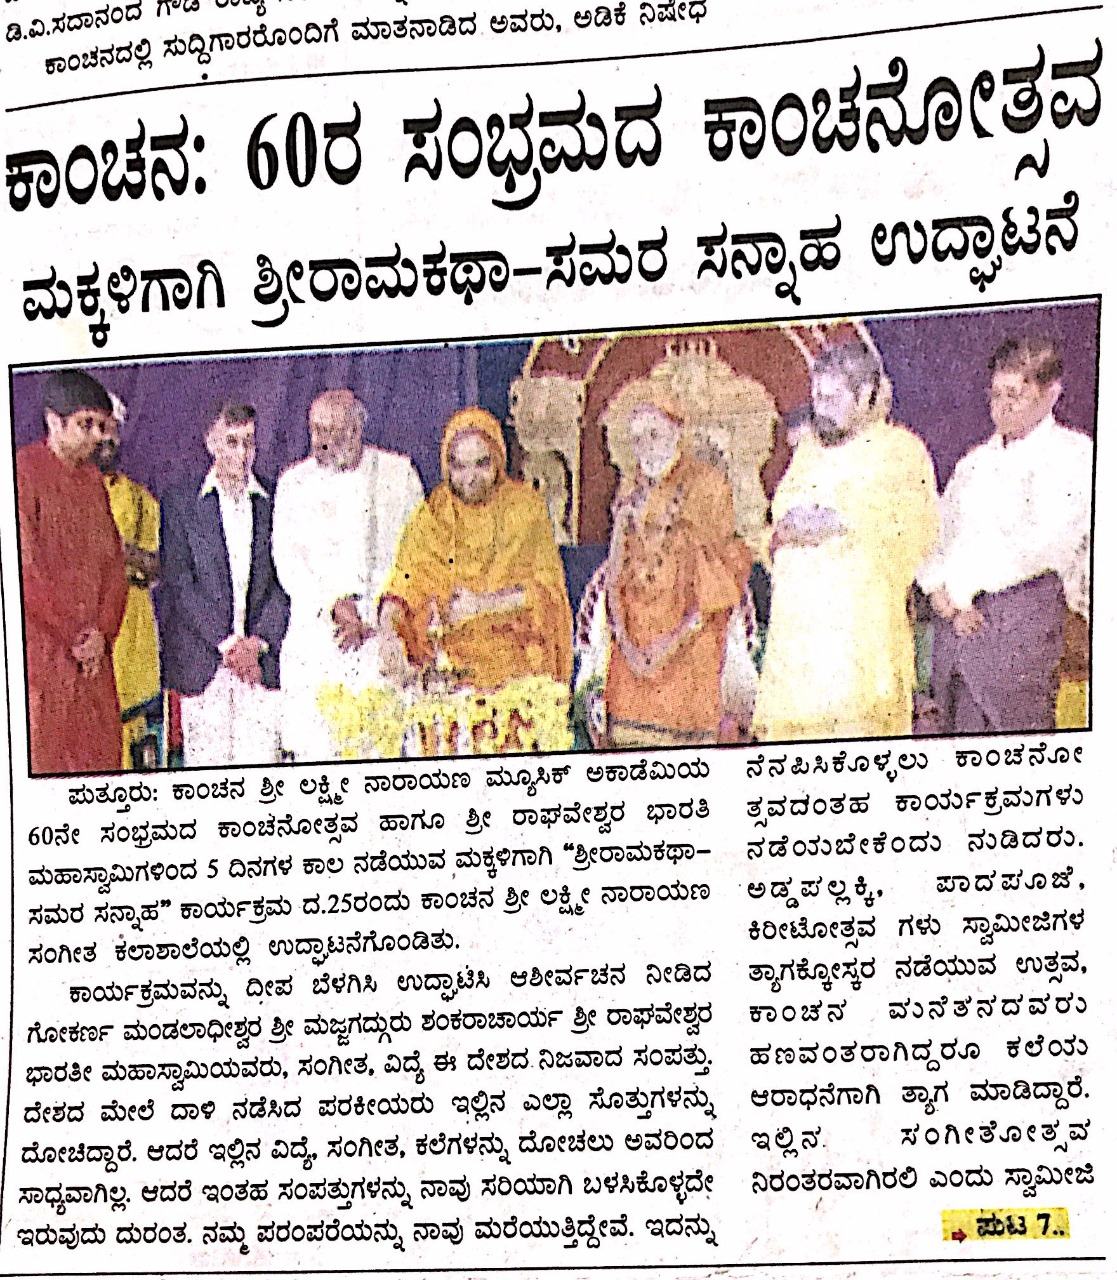 ಡಿ.ವಿ.ಸದಾನಂದ ಗೌಡ
ಕಾಂಚನದಲ್ಲಿ ಸುದ್ದಿಗಾರರೊಂದಿಗೆ ಮಾತನಾಡಿದ ಅವರು, ಅಡಿಕೆ ನಿಷೇಧ
ಕಾಂಚನ: 60ರ ಸಂಭ್ರಮದ ಕಾಂಚನೋತ್ಸವ
ಮಕ್ಕಳಿಗಾಗಿ ಶ್ರೀರಾಮಕಥಾ–ಸಮರ ಸನ್ನಾಹ ಉದ್ಘಾಟನೆ
ಪುತ್ತೂರು: ಕಾಂಚನ ಶ್ರೀ ಲಕ್ಷ್ಮೀ ನಾರಾಯಣ ಮ್ಯೂಸಿಕ್ ಅಕಾಡೆಮಿಯ
60ನೇ ಸಂಭ್ರಮದ ಕಾಂಚನೋತ್ಸವ ಹಾಗೂ ಶ್ರೀ ರಾಘವೇಶ್ವರ ಭಾರತಿ
ಮಹಾಸ್ವಾಮಿಗಳಿಂದ 5 ದಿನಗಳ ಕಾಲ ನಡೆಯುವ ಮಕ್ಕಳಿಗಾಗಿ “ಶ್ರೀರಾಮಕಥಾ–
ಸಮರ ಸನ್ನಾಹ” ಕಾರ್ಯಕ್ರಮ ದ.25ರಂದು ಕಾಂಚನ ಶ್ರೀ ಲಕ್ಷ್ಮೀ ನಾರಾಯಣ
ಸಂಗೀತ ಕಲಾಶಾಲೆಯಲ್ಲಿ ಉದ್ಘಾಟನೆಗೊಂಡಿತು.
ಕಾರ್ಯಕ್ರಮವನ್ನು ದೀಪ ಬೆಳಗಿಸಿ ಉದ್ಘಾಟಿಸಿ ಆಶೀರ್ವಚನ ನೀಡಿದ
ಗೋಕರ್ಣ ಮಂಡಲಾಧೀಶ್ವರ ಶ್ರೀ ಮಜ್ಜಗದ್ಗುರು ಶಂಕರಾಚಾರ್ಯ ಶ್ರೀ ರಾಘವೇಶ್ವರ
ಭಾರತೀ ಮಹಾಸ್ವಾಮಿಯವರು, ಸಂಗೀತ, ವಿದ್ಯೆ ಈ ದೇಶದ ನಿಜವಾದ ಸಂಪತ್ತು.
ದೇಶದ ಮೇಲೆ ದಾಳಿ ನಡೆಸಿದ ಪರಕೀಯರು ಇಲ್ಲಿನ ಎಲ್ಲಾ ಸೊತ್ತುಗಳನ್ನು
ದೋಚಿದ್ದಾರೆ. ಆದರೆ ಇಲ್ಲಿನ ವಿದ್ಯೆ, ಸಂಗೀತ, ಕಲೆಗಳನ್ನು ದೋಚಲು ಅವರಿಂದ
ಸಾಧ್ಯವಾಗಿಲ್ಲ. ಆದರೆ ಇಂತಹ ಸಂಪತ್ತುಗಳನ್ನು ನಾವು ಸರಿಯಾಗಿ ಬಳಸಿಕೊಳ್ಳದೇ
ಇರುವುದು ದುರಂತ. ನಮ್ಮ ಪರಂಪರೆಯನ್ನು ನಾವು ಮರೆಯುತ್ತಿದ್ದೇವೆ. ಇದನ್ನು
ನೆನಪಿಸಿಕೊಳ್ಳಲು ಕಾಂಚನೋ
ತ್ಸವದಂತಹ ಕಾರ್ಯಕ್ರಮಗಳು
ನಡೆಯಬೇಕೆಂದು ನುಡಿದರು.
ಅಡ್ಡಪಲ್ಲಕ್ಕಿ, ಪಾದಪೂಜೆ,
ಕಿರೀಟೋತ್ಸವ ಗಳು ಸ್ವಾಮೀಜಿಗಳ
ತ್ಯಾಗಕ್ಕೋಸ್ಕರ ನಡೆಯುವ ಉತ್ಸವ,
ಕಾಂಚನ ಮನೆತನದವರು
ಹಣವಂತರಾಗಿದ್ದರೂ ಕಲೆಯ
ಆರಾಧನೆಗಾಗಿ ತ್ಯಾಗ ಮಾಡಿದ್ದಾರೆ.
ಇಲ್ಲಿನ ಸಂಗೀತೋತ್ಸವ
ನಿರಂತರವಾಗಿರಲಿ ಎಂದು ಸ್ವಾಮೀಜಿ
ಪುಟ 7..